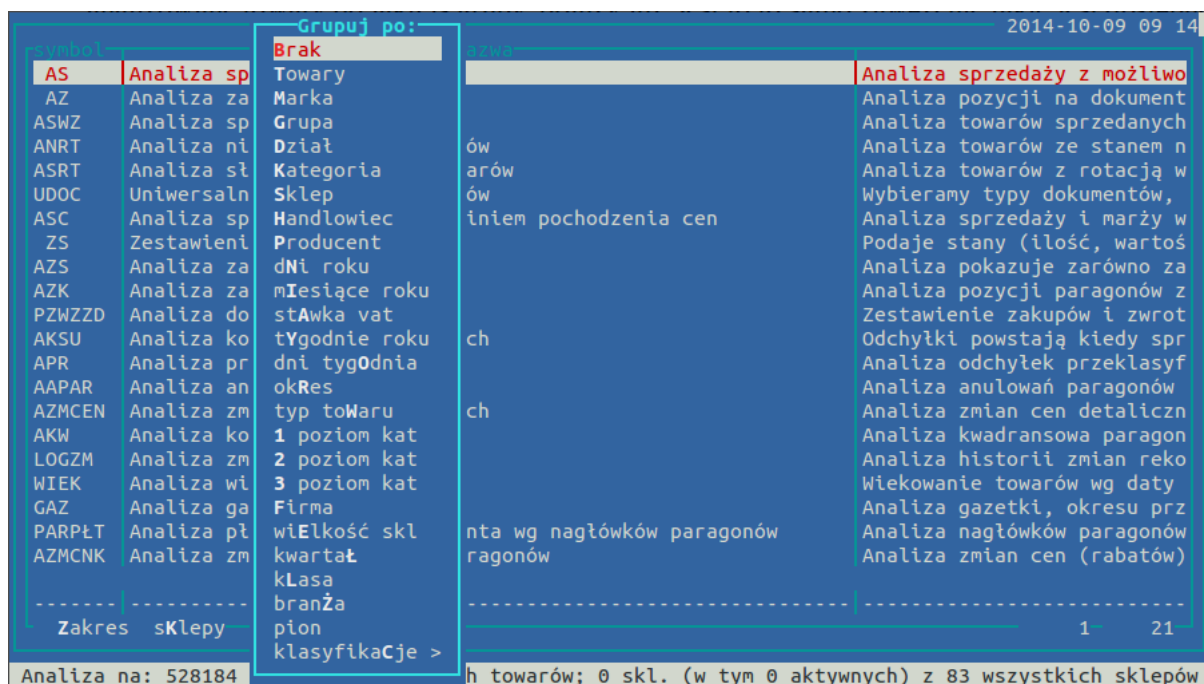 Grupuj po: 2014-10-09 09 14
symbol Brak azwa
AS Analiza sp Towary Analiza sprzedaży z możliwo
AZ Analiza za Marka Analiza pozycji na dokument
ASWZ Analiza sp Grupa Analiza towarów sprzedanych
ANRT Analiza ni Dział ów Analiza towarów ze stanem n
ASRT Analiza sł Kategoria arów Analiza towarów z rotacją w
UDOC Uniwersaln Sklep ów Wybieramy typy dokumentów,
ASC Analiza sp Handlowiec iniem pochodzenia cen Analiza sprzedaży i marży w
ZS Zestawieni Producent Podaje stany (ilość, wartoś
AZS Analiza za dNi roku Analiza pokazuje zarówno za
AZK Analiza za mIesiące roku Analiza pozycji paragonów z
PZWZZD Analiza do stAwka vat Zestawienie zakupów i zwrot
AKSU Analiza ko tYgodnie roku ch Odchyłki powstają kiedy spr
APR Analiza pr dni tygOdnia Analiza odchyłek przeklasyf
AAPAR Analiza an okRes Analiza anulowań paragonów
AZMCEN Analiza zm typ toWaru ch Analiza zmian cen detaliczn
AKW Analiza ko 1 poziom kat Analiza kwadransowa paragon
LOGZM Analiza zm 2 poziom kat Analiza historii zmian reko
WIEK Analiza wi 3 poziom kat Wiekowanie towarów wg daty
GAZ Analiza ga Firma Analiza gazetki, okresu prz
PARPŁT Analiza pł wiElkość skl nta wg nagłówków paragonów Analiza nagłówków paragonów
AZMCNK Analiza zm kwartaŁ ragonów Analiza zmian cen (rabatów)
kLasa
------- ---------- branŻa -------------------------------- ---------------------------
Zakres sKlepy pion 1 21
klasyfikaCje >
Analiza na: 528184 h towarów; 0 skl. (w tym 0 aktywnych) z 83 wszystkich sklepów